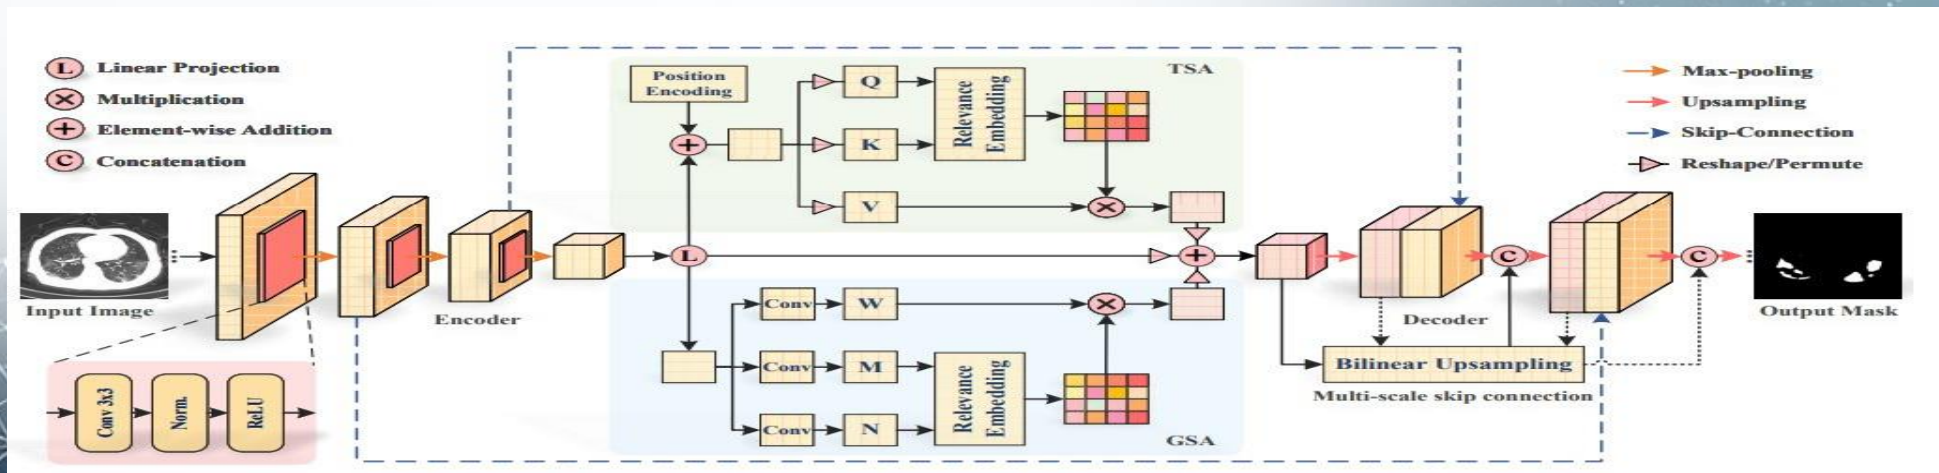 L Linear Projection
× Multiplication
+ Element-wise Addition
C Concatenation
Input Image
Conv 3x3
Norm.
ReLU
Encoder
Position
Encoding
+
L
Q
K
V
Relevance
Embedding
×
TSA
+
Conv
W
Conv
M
Conv
N
Relevance
Embedding
×
GSA
Max-pooling
Upsampling
Skip-Connection
Reshape/Permute
C
C
Decoder
Bilinear Upsampling
Multi-scale skip connection
Output Mask